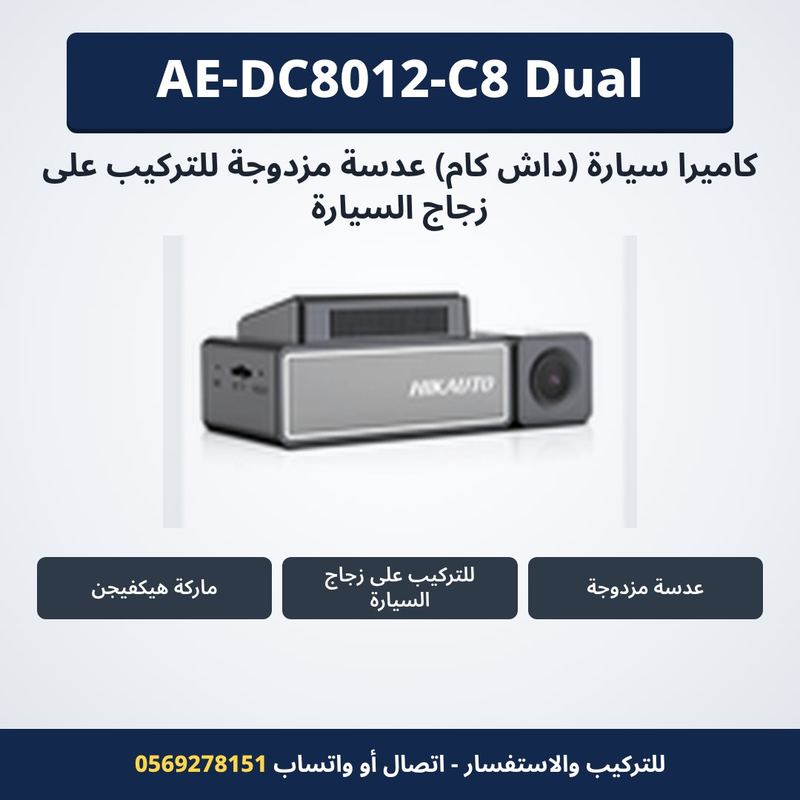 AE-DC8012-C8 Dual
كاميرا سيارة (داش كام) عدسة مزدوجة للتركيب على
زجاج السيارة
HIKAUTO
عدسة مزدوجة
للتركيب على زجاج
السيارة
ماركة هيكفيجن
للتركيب والاستفسار - اتصال أو واتساب 0569278151